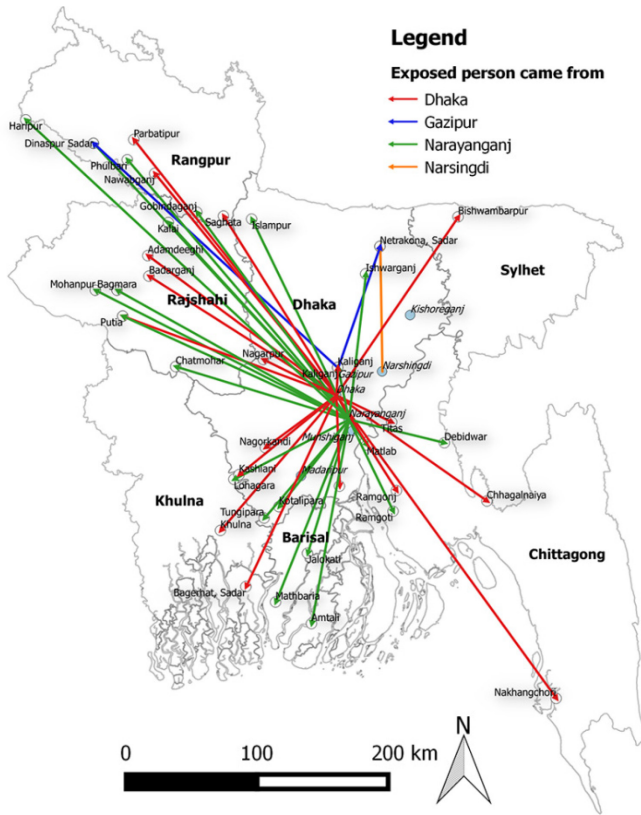 Legend
Exposed person came from
Dhaka
Gazipur
Narayanganj
Narsingdi
Haripur
Dinaspur Sadar
Parbatipur
Phulbari
Rangpur
Nawabganj
Gobindaganj
Saghata
Kalai
Islampur
Bishwambarpur
Adamdeeghi
Netrakona, Sadar
Badarganj
Ishwarganj
Sylhet
Mohanpur
Bagmara
Rajshahi
Dhaka
Kishoreganj
Putia
Nagarpur
Kaliganj
Chatmohar
Kaliganj
Gazipur
Narshingdi
Dhaka
Narayanganj
Titas
Nagorkandi
Munshiganj
Debidwar
Matlab
Kashiani
Madaripur
Lohagara
Khulna
Kotalipara
Ramgonj
Chhagalnaiya
Tungipara
Ramgoti
Khulna
Barisal
Jalokati
Chittagong
Bagerhat, Sadar
Mathbaria
Amtali
Nakhangchori
N
0 100 200 km